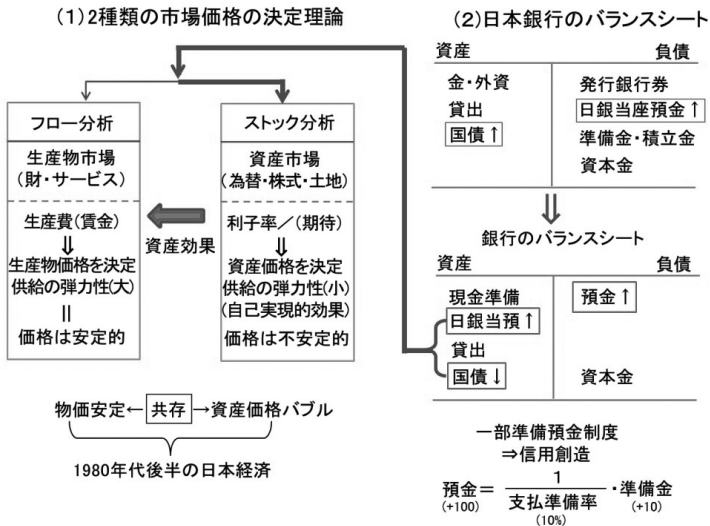 (1)2種類の市場価格の決定理論
フロー分析
生産物市場
(財・サービス)
生産費(賃金)
⇓
生産物価格を決定
供給の弾力性(大)
||
価格は安定的
資産効果
ストック分析
資産市場
(為替・株式・土地)
利子率/(期待)
⇓
資産価格を決定
供給の弾力性(小)
(自己実現的効果)
価格は不安定的
物価安定←共存→資産価格バブル
1980年代後半の日本経済
(2)日本銀行のバランスシート
資産 負債
金・外資 発行銀行券
貸出 日銀当座預金↑
国債↑ 準備金・積立金
資本金
⇓
銀行のバランスシート
資産 負債
現金準備 預金↑
日銀当預↑
貸出
国債↓ 資本金
一部準備預金制度
⇒信用創造
預金= 1 ・準備金
(+100) 支払準備率 (+10)
(10%)